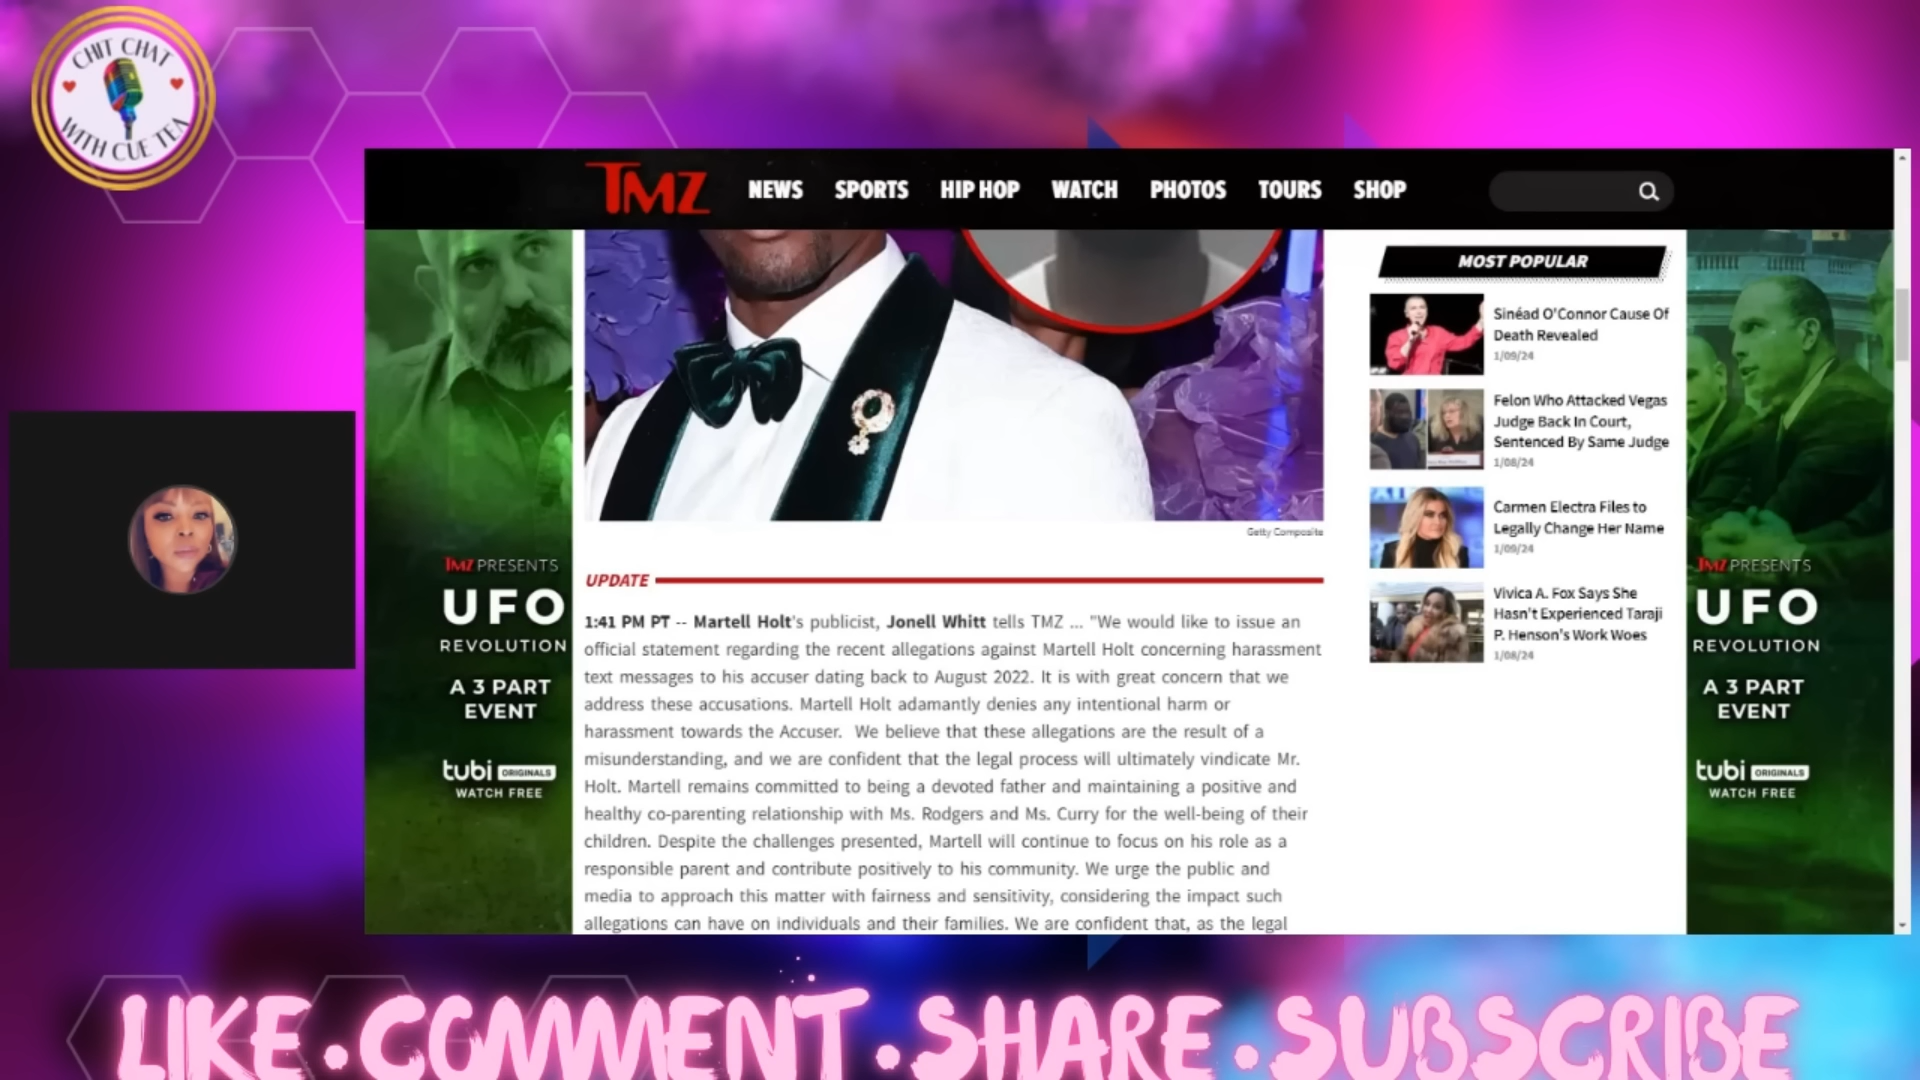 CHIT CHAT
WITH CUE TEA
TMZ
NEWS SPORTS HIP HOP WATCH PHOTOS TOURS SHOP
Getty Composite
UPDATE
1:41 PM PT -- Martell Holt's publicist, Jonell Whitt tells TMZ ... "We would like to issue an
official statement regarding the recent allegations against Martell Holt concerning harassment
text messages to his accuser dating back to August 2022. It is with great concern that we
address these accusations. Martell Holt adamantly denies any intentional harm or
harassment towards the Accuser. We believe that these allegations are the result of a
misunderstanding, and we are confident that the legal process will ultimately vindicate Mr.
Holt. Martell remains committed to being a devoted father and maintaining a positive and
healthy co-parenting relationship with Ms. Rodgers and Ms. Curry for the well-being of their
children. Despite the challenges presented, Martell will continue to focus on his role as a
responsible parent and contribute positively to his community. We urge the public and
media to approach this matter with fairness and sensitivity, considering the impact such
allegations can have on individuals and their families. We are confident that, as the legal
MOST POPULAR
Sinéad O'Connor Cause Of
Death Revealed
1/09/24
Felon Who Attacked Vegas
Judge Back In Court,
Sentenced By Same Judge
1/08/24
Carmen Electra Files to
Legally Change Her Name
1/09/24
Vivica A. Fox Says She
Hasn't Experienced Taraji
P. Henson's Work Woes
1/08/24
TMZ PRESENTS
UFO
REVOLUTION
A 3 PART
EVENT
tubi ORIGINALS
WATCH FREE
TMZ PRESENTS
UFO
REVOLUTION
A 3 PART
EVENT
tubi ORIGINALS
WATCH FREE
LIKE.COMMENT.SHARE.SUBSCRIBE